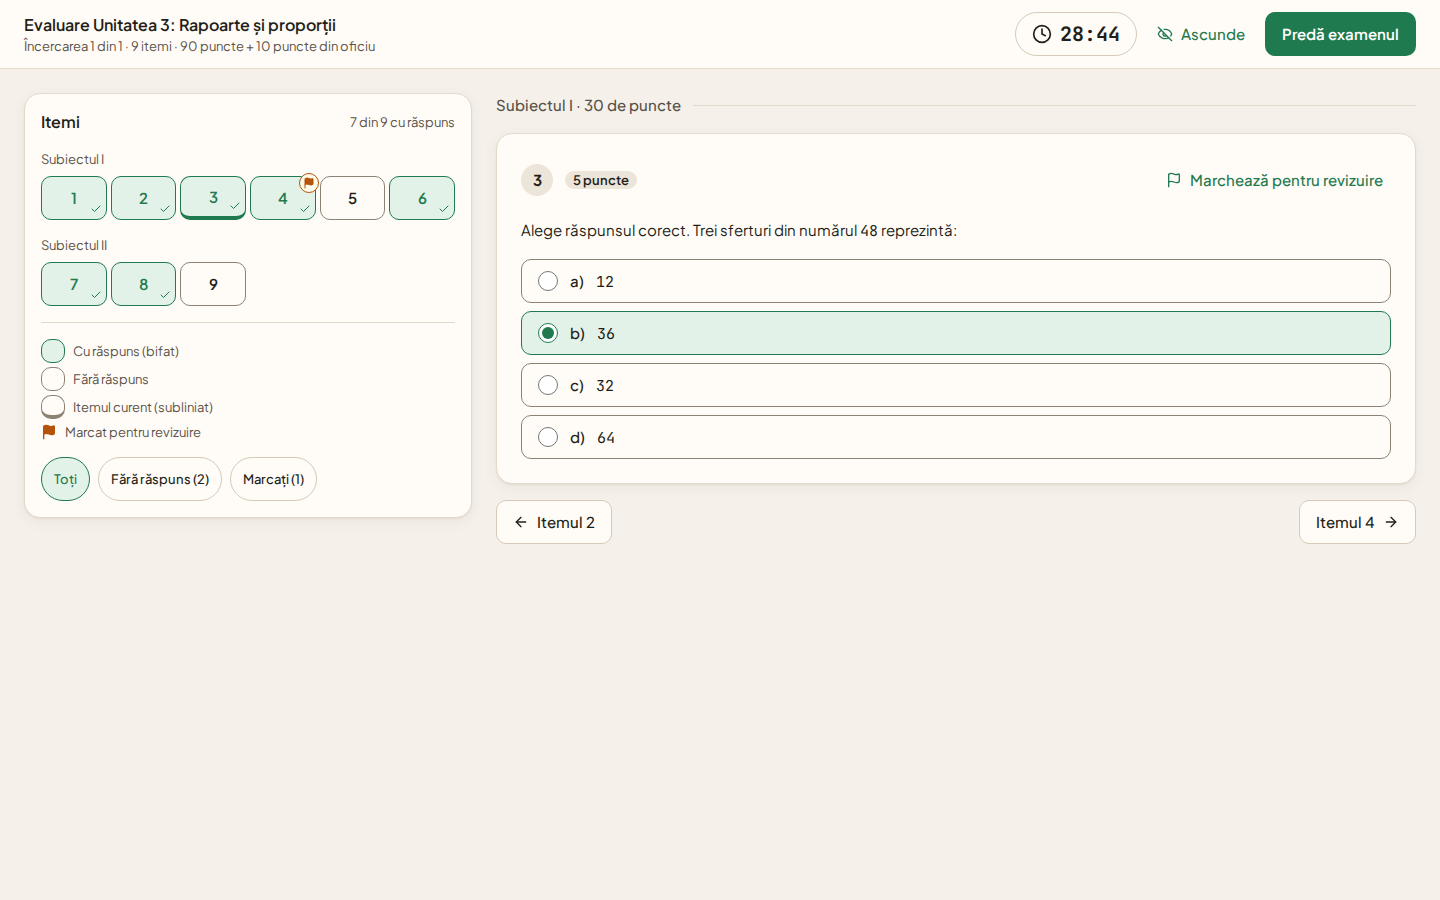 Evaluare Unitatea 3: Rapoarte și proporții
Încercarea 1 din 1 · 9 itemi · 90 puncte + 10 puncte din oficiu
28:44
Ascunde
Predă examenul
Itemi
7 din 9 cu răspuns
Subiectul I
1
2
3
4
5
6
Subiectul II
7
8
9
Cu răspuns (bifat)
Fără răspuns
Itemul curent (subliniat)
Marcat pentru revizuire
Toți
Fără răspuns (2)
Marcați (1)
Subiectul I · 30 de puncte
3
5 puncte
Marchează pentru revizuire
Alege răspunsul corect. Trei sferturi din numărul 48 reprezintă:
a) 12
b) 36
c) 32
d) 64
Itemul 2
Itemul 4